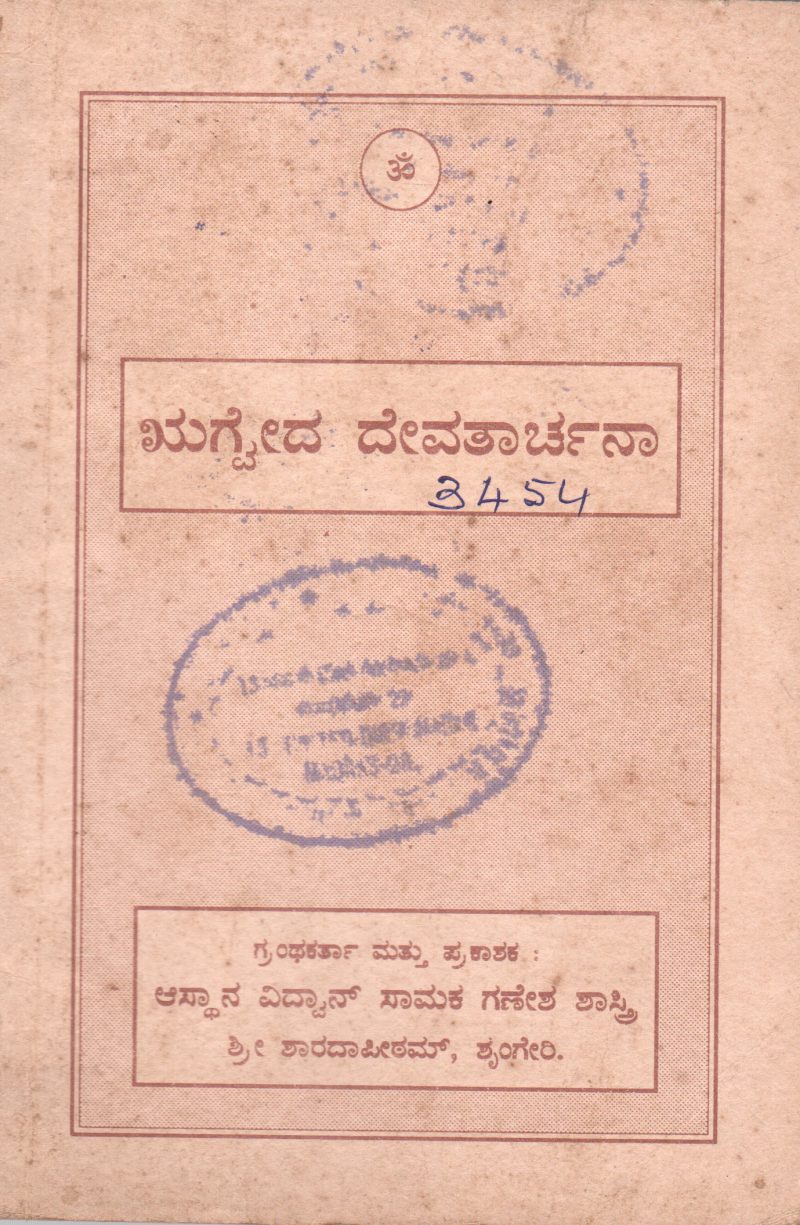 ॐ
ಋಗ್ವೇದ ದೇವತಾರ್ಚನಾ
3454
ಗ್ರಂಥಕರ್ತಾ ಮತ್ತು ಪ್ರಕಾಶಕ :
ಆಸ್ಥಾನ ವಿದ್ವಾನ್ ಸಾಮಕ ಗಣೇಶ ಶಾಸ್ತ್ರಿ
ಶ್ರೀ ಶಾರದಾಪೀಠಮ್, ಶೃಂಗೇರಿ.